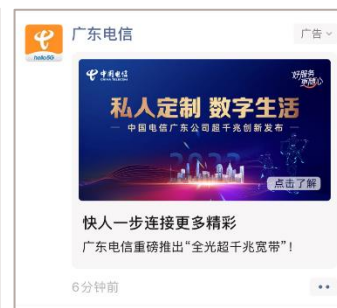 广东电信
广告
hello5G
中国电信
CHINA TELECOM
好服务
更随心
私人定制 数字生活
中国电信广东公司超千兆创新发布
2023
点击了解
快人一步连接更多精彩
广东电信重磅推出“全光超千兆宽带”！
6分钟前